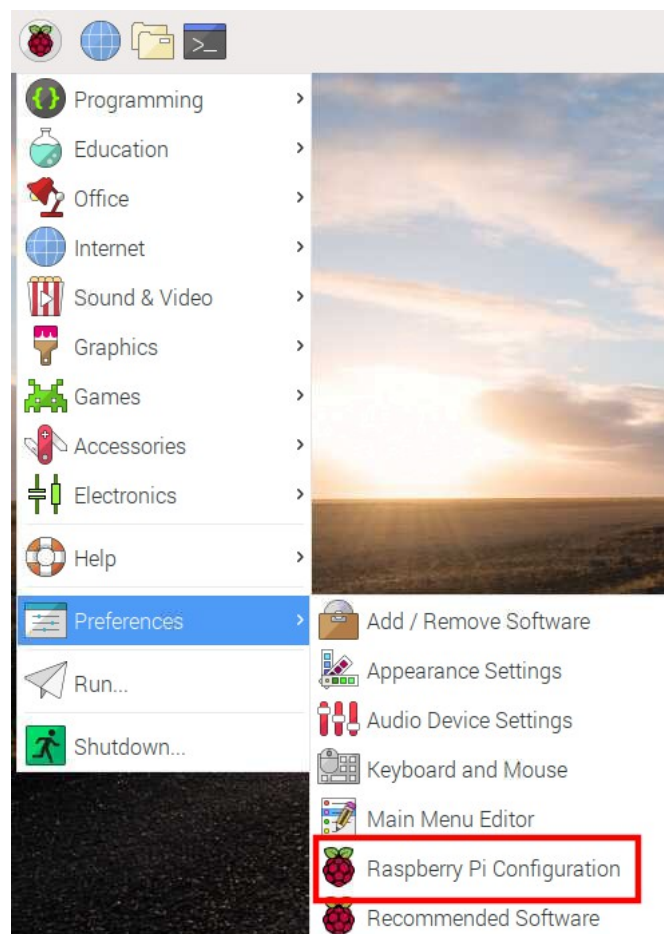 >_
Programming
Education
Office
Internet
Sound & Video
Graphics
Games
Accessories
Electronics
Help
Preferences
Run...
Shutdown...
Add / Remove Software
Appearance Settings
Audio Device Settings
Keyboard and Mouse
Main Menu Editor
Raspberry Pi Configuration
Recommended Software